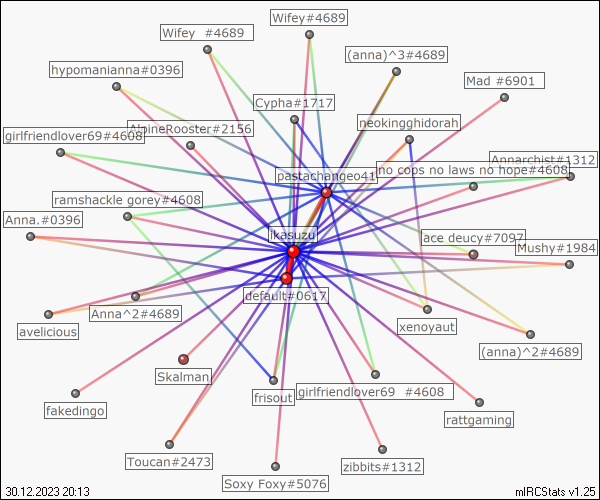 Wifey#4689
Wifey  #4689
(anna)^3#4689
hypomanianna#0396
Mad #6901
Cypha#1717
neokingghidorah
AlpineRooster#2156
girlfriendlover69#4608
Annarchist#1312
no cops no laws no hope#4608
pastachangeo41
ramshackle gorey#4608
Anna.#0396
ikasuzu
ace deucy#7097
Mushy#1984
default#0617
Anna^2#4689
avelicious
xenoyaut
(anna)^2#4689
Skalman
frisout
girlfriendlover69  #4608
fakedingo
rattgaming
Toucan#2473
zibbits#1312
Soxy Foxy#5076
30.12.2023 20:13
mIRCStats v1.25